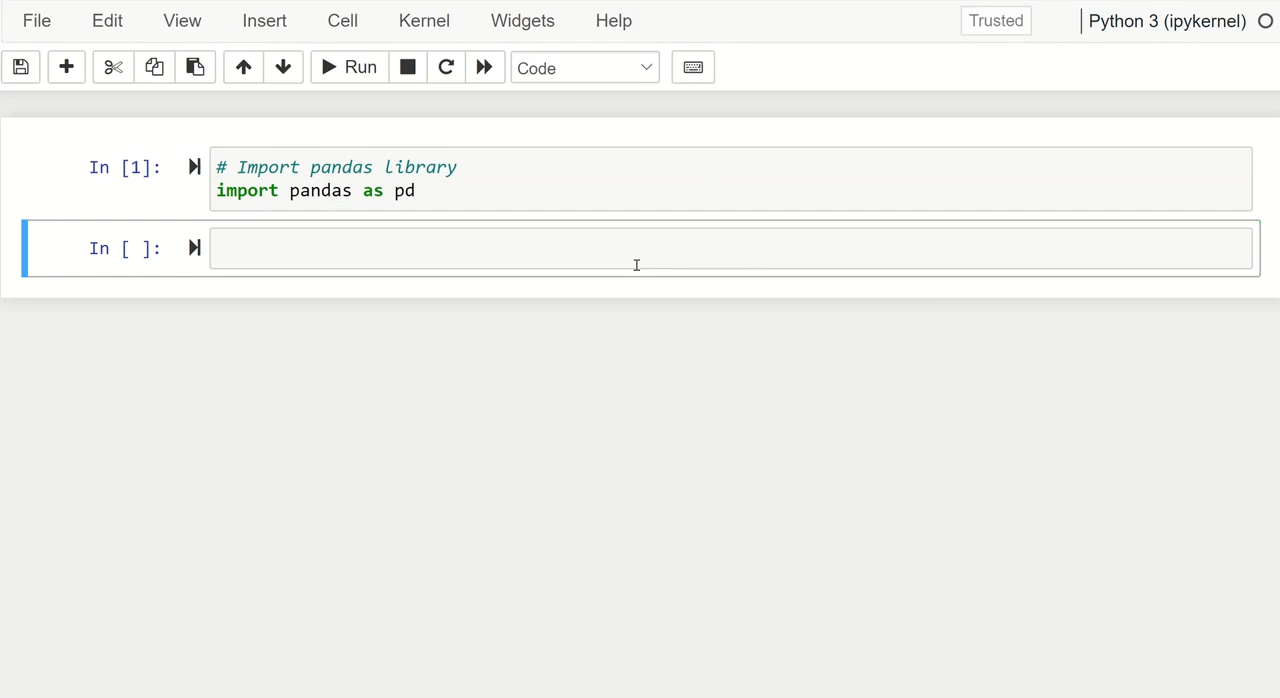 File Edit View Insert Cell Kernel Widgets Help Trusted Python 3 (ipykernel)
Run Code
In [1]: # Import pandas library
import pandas as pd
In [ ]: